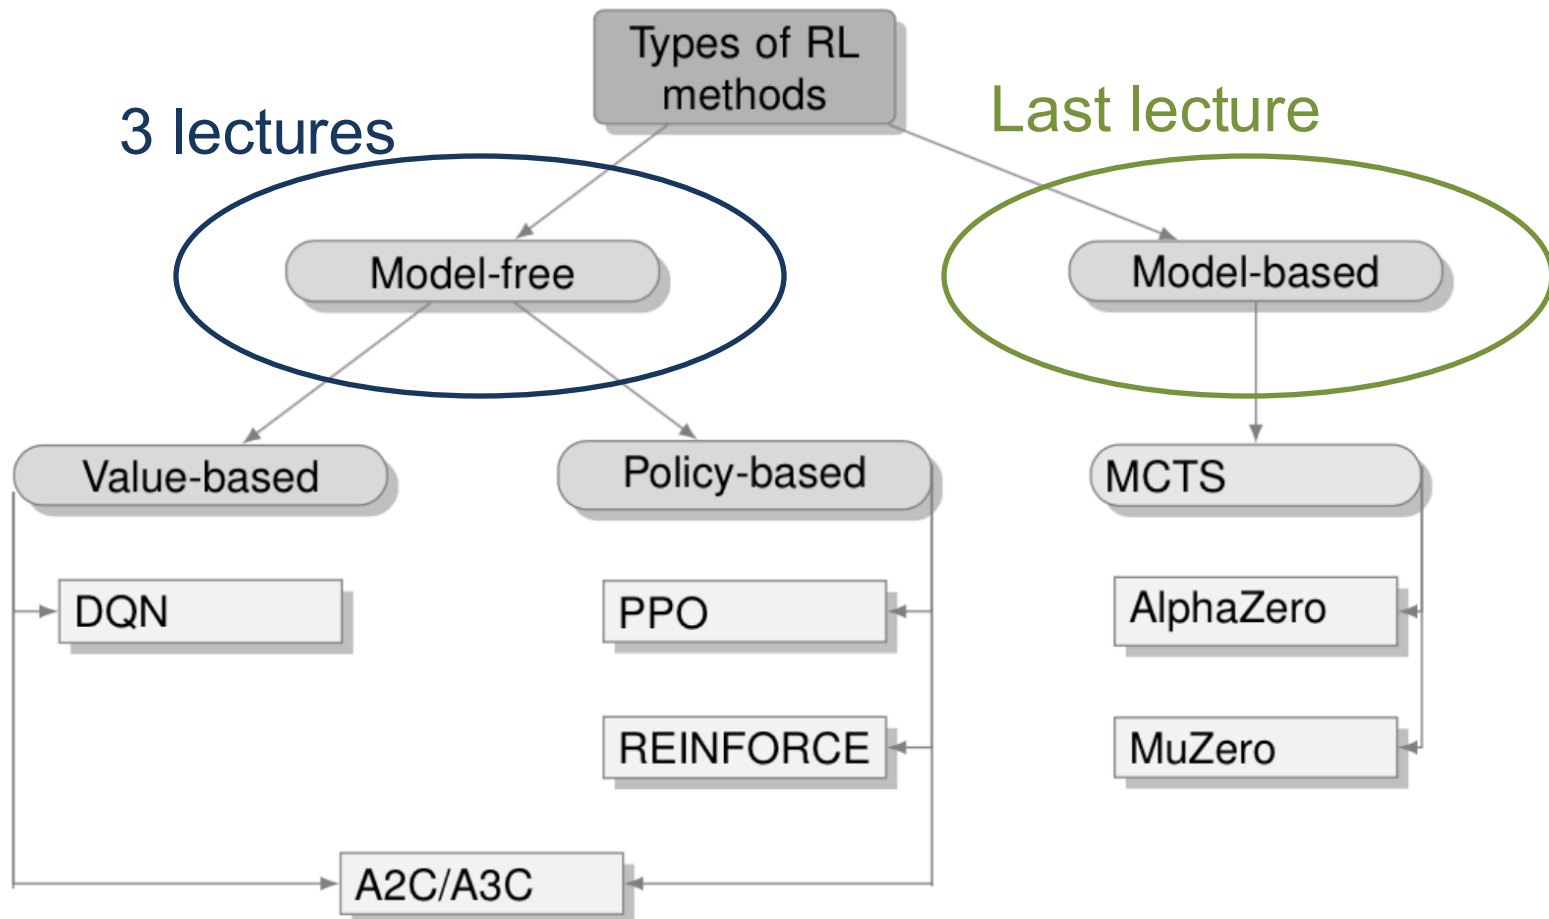 Types of RL
methods
3 lectures
Last lecture
Model-free
Model-based
Value-based
Policy-based
MCTS
DQN
PPO
AlphaZero
REINFORCE
MuZero
A2C/A3C